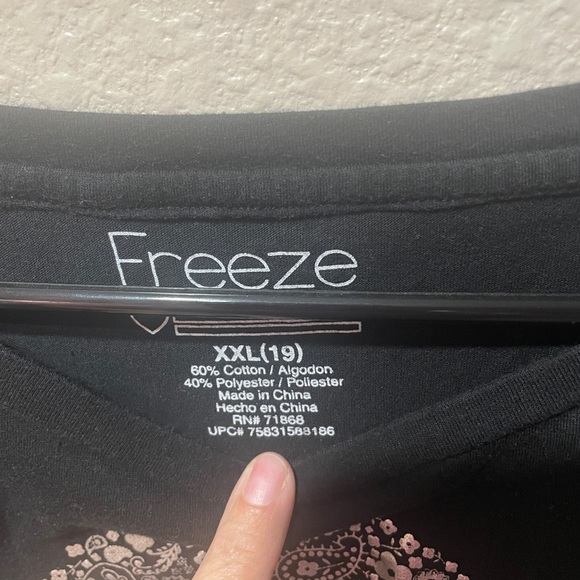 Freeze
XXL(19)
60% Cotton / Algodon
40% Polyester / Poliester
Made in China
Hecho en China
RN# 71868
UPC# 75831588186